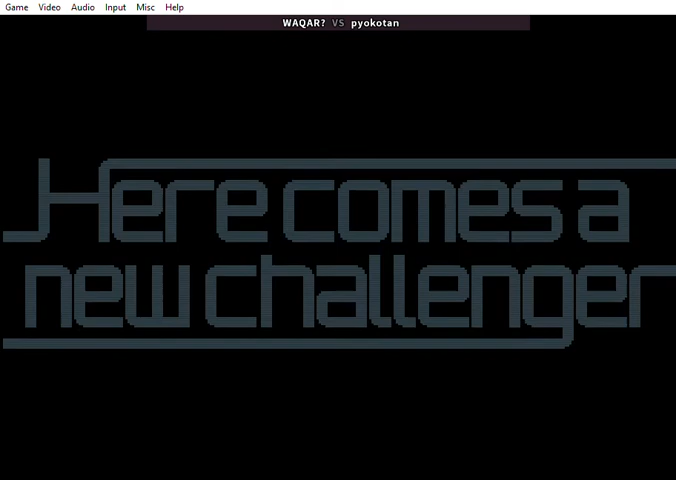 Game Video Audio Input Misc Help
WAQAR? VS pyokotan
Here comes a
new challenger